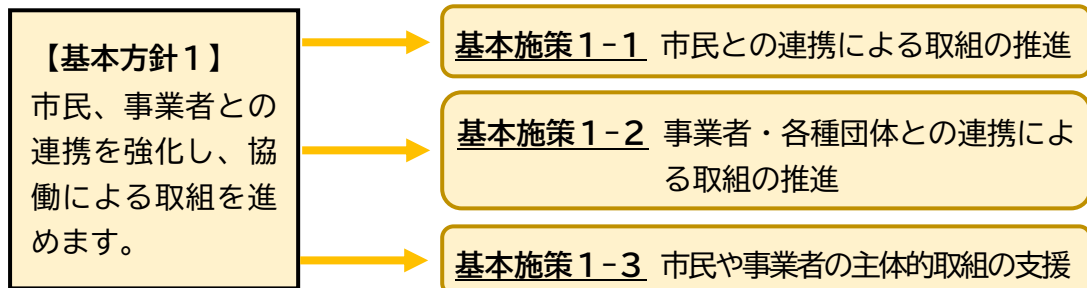 【基本方針１】
市民、事業者との
連携を強化し、協
働による取組を進
めます。
基本施策１-１ 市民との連携による取組の推進
基本施策１-２ 事業者・各種団体との連携によ
る取組の推進
基本施策１-３ 市民や事業者の主体的取組の支援